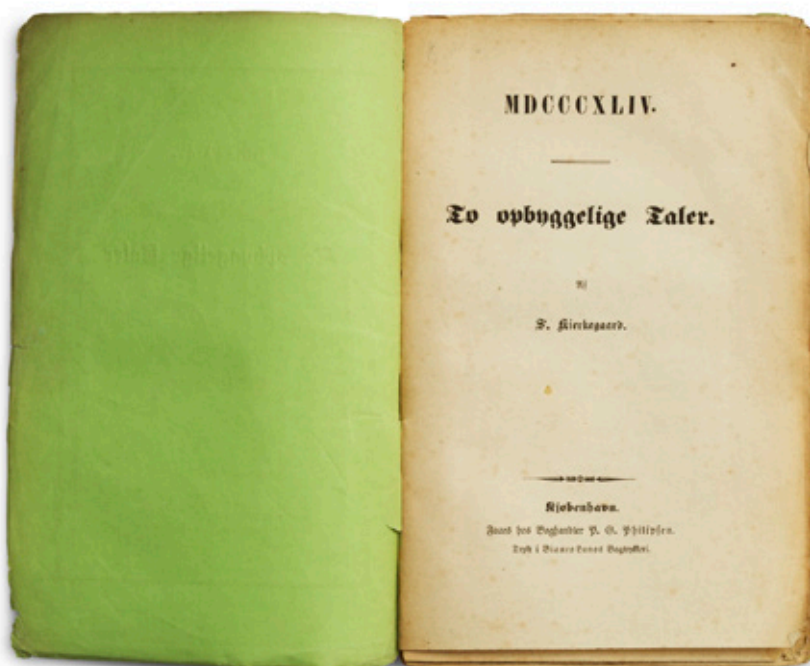 MDCCCXLIV.
To opbyggelige Taler.
Af
S. Kierkegaard.
Kjøbenhavn.
Faaes hos Boghandler P. G. Philipsen.
Trykt i Bianco Lunos Bogtrykkeri.